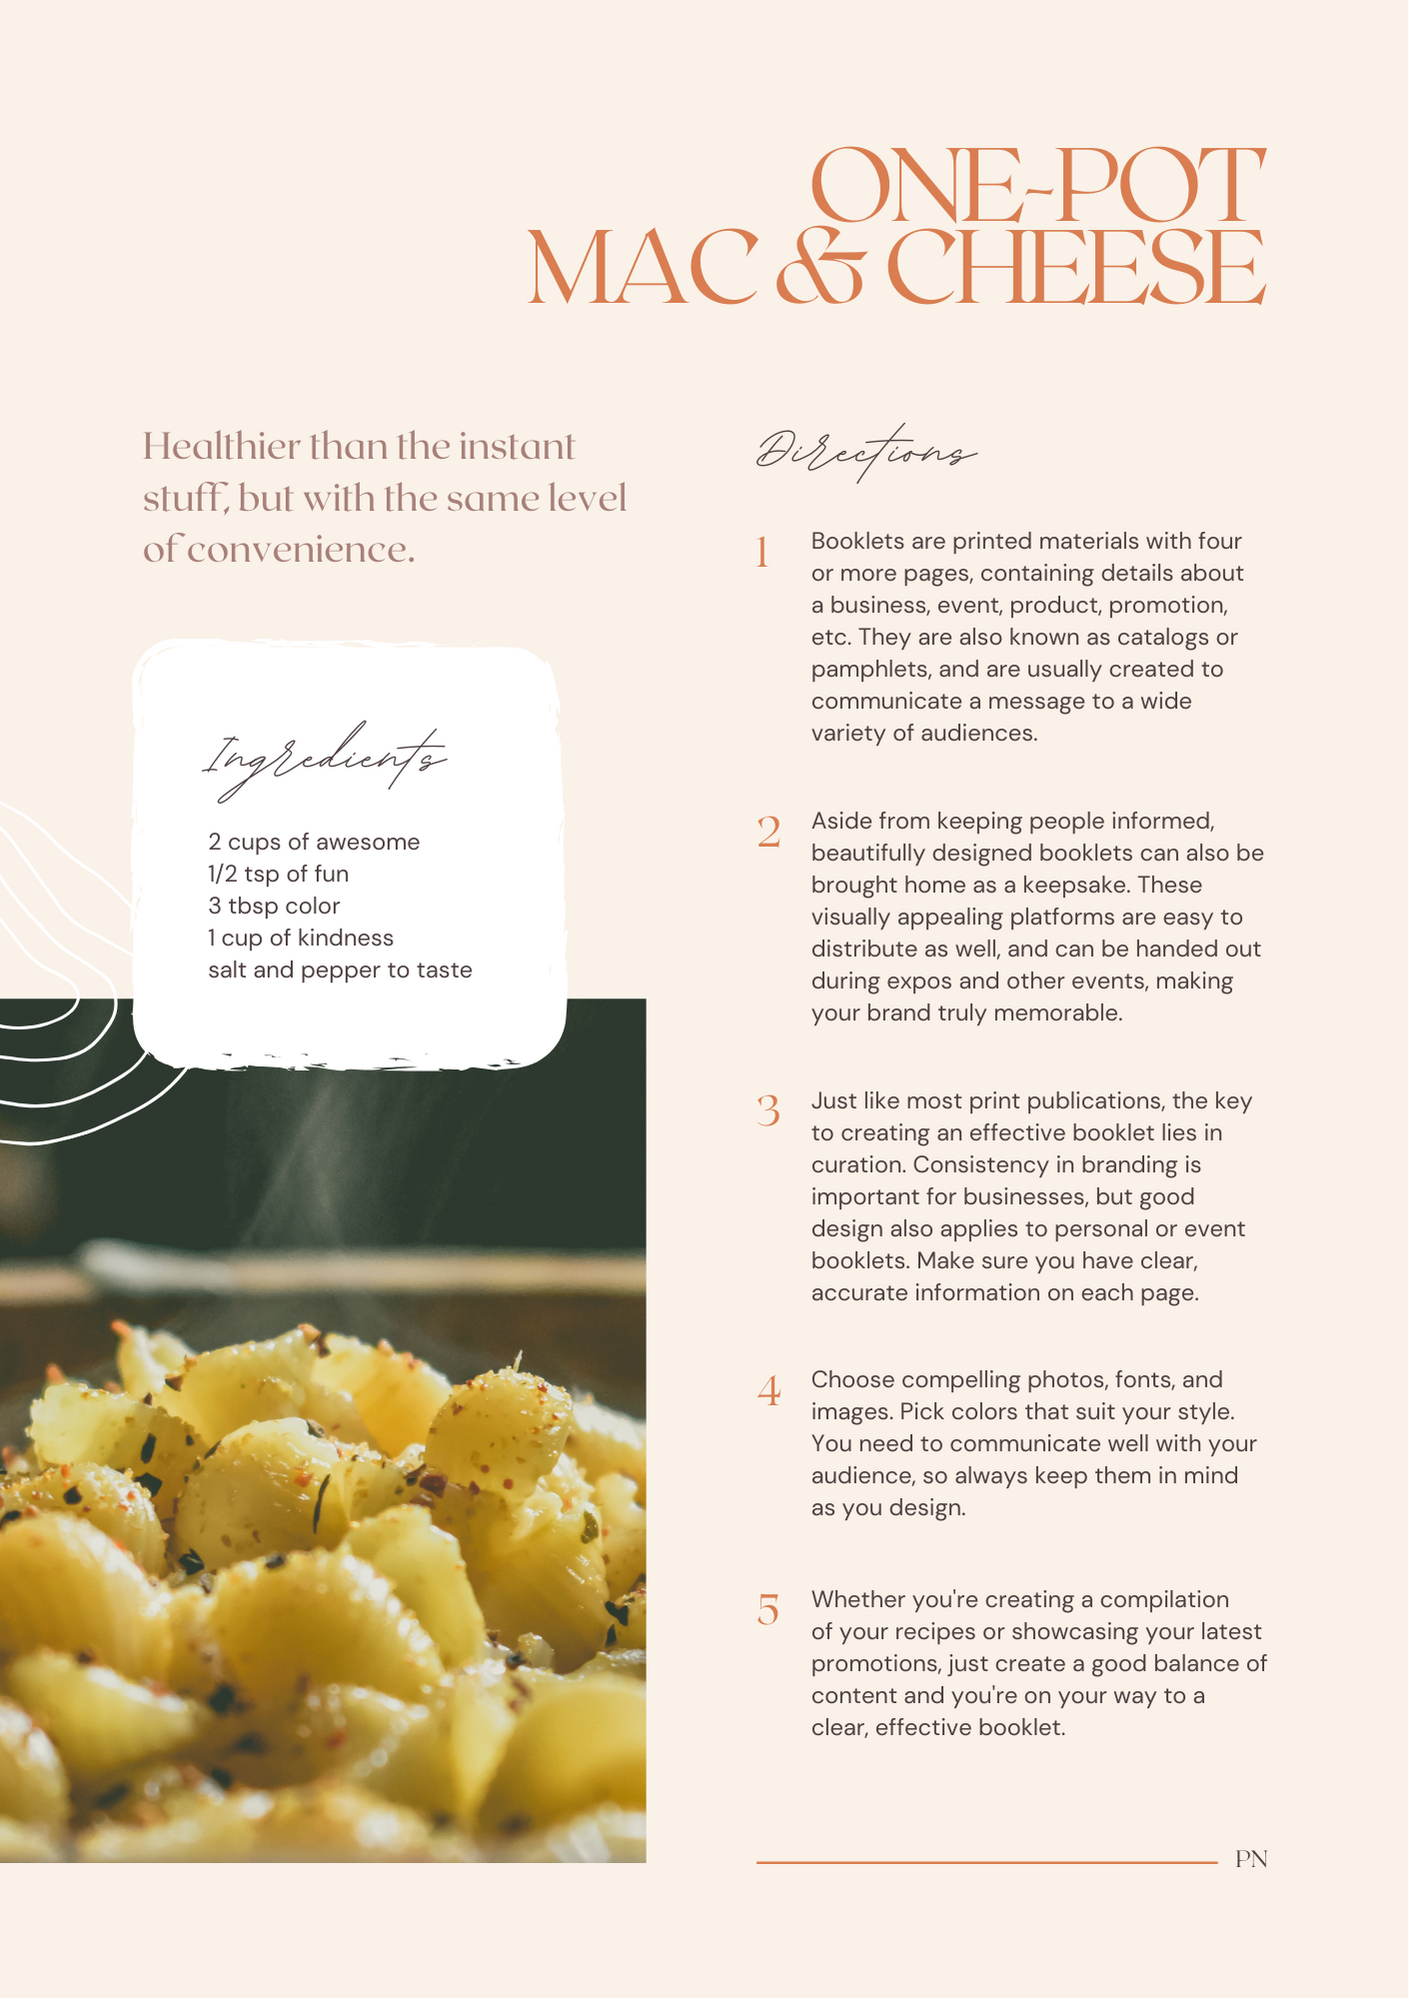 ONE-POT
MAC & CHEESE
Healthier than the instant
stuff, but with the same level
of convenience.
Ingredients
2 cups of awesome
1/2 tsp of fun
3 tbsp color
1 cup of kindness
salt and pepper to taste
Directions
1
Booklets are printed materials with four
or more pages, containing details about
a business, event, product, promotion,
etc. They are also known as catalogs or
pamphlets, and are usually created to
communicate a message to a wide
variety of audiences.
2
Aside from keeping people informed,
beautifully designed booklets can also be
brought home as a keepsake. These
visually appealing platforms are easy to
distribute as well, and can be handed out
during expos and other events, making
your brand truly memorable.
3
Just like most print publications, the key
to creating an effective booklet lies in
curation. Consistency in branding is
important for businesses, but good
design also applies to personal or event
booklets. Make sure you have clear,
accurate information on each page.
4
Choose compelling photos, fonts, and
images. Pick colors that suit your style.
You need to communicate well with your
audience, so always keep them in mind
as you design.
5
Whether you're creating a compilation
of your recipes or showcasing your latest
promotions, just create a good balance of
content and you're on your way to a
clear, effective booklet.
PN